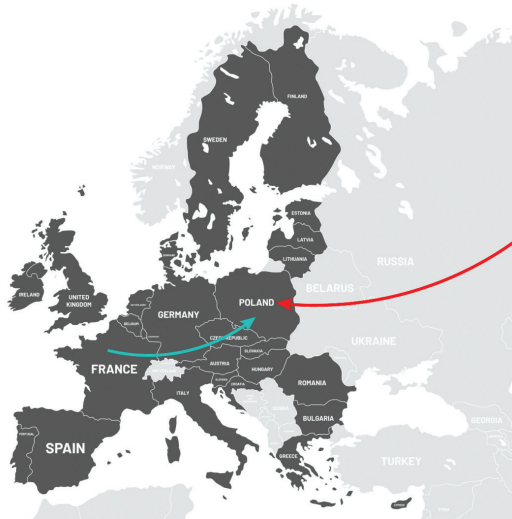 FINLAND
SWEDEN
NORWAY
ESTONIA
LATVIA
LITHUANIA
RUSSIA
BELARUS
IRELAND
UNITED
KINGDOM
POLAND
GERMANY
BELGIUM
UKRAINE
CZECH REPUBLIC
SLOVAKIA
FRANCE
AUSTRIA
HUNGARY
ROMANIA
CROATIA
ITALY
BULGARIA
GEORGIA
PORTUGAL
SPAIN
GREECE
TURKEY
CYPRUS